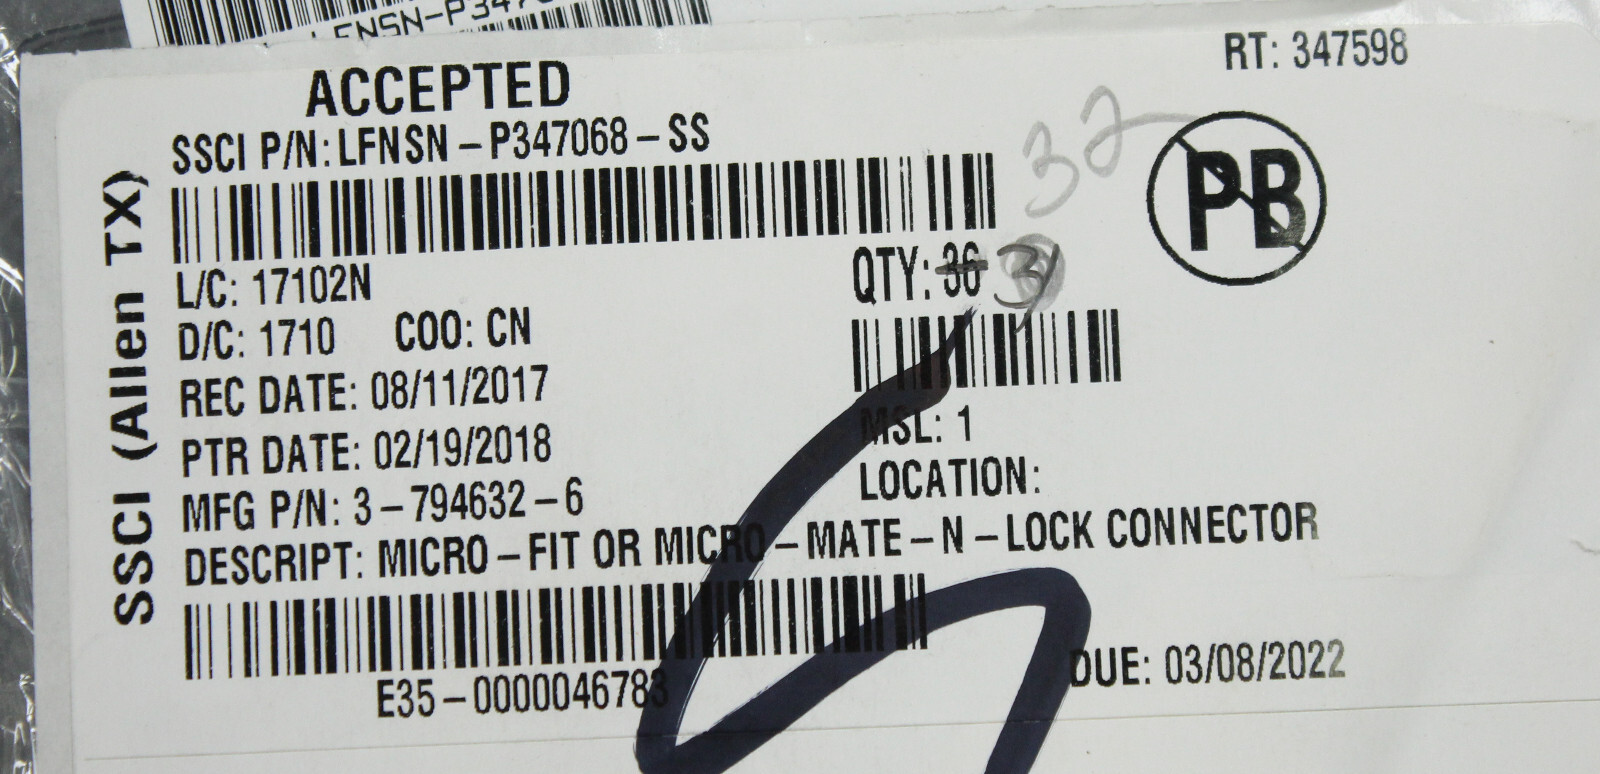 LFNSN-P347
RT: 347598
ACCEPTED
SSCI P/N: LFNSN-P347068-SS
32
PB
SSCI (Allen TX)
L/C: 17102N
QTY: 36 31
D/C: 1710 COO: CN
REC DATE: 08/11/2017
MSL: 1
PTR DATE: 02/19/2018
LOCATION:
MFG P/N: 3-794632-6
DESCRIPT: MICRO-FIT OR MICRO-MATE-N-LOCK CONNECTOR
E35-0000046783
DUE: 03/08/2022